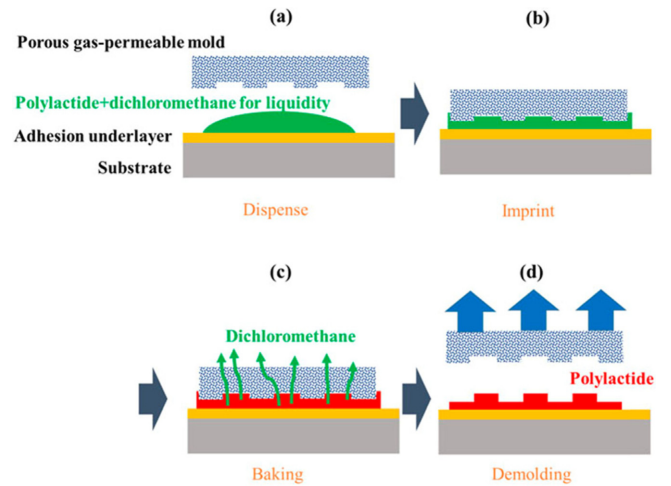 (a)
Porous gas-permeable mold
Polylactide+dichloromethane for liquidity
Adhesion underlayer
Substrate
Dispense
(b)
Imprint
(c)
Dichloromethane
Baking
(d)
Polylactide
Demolding